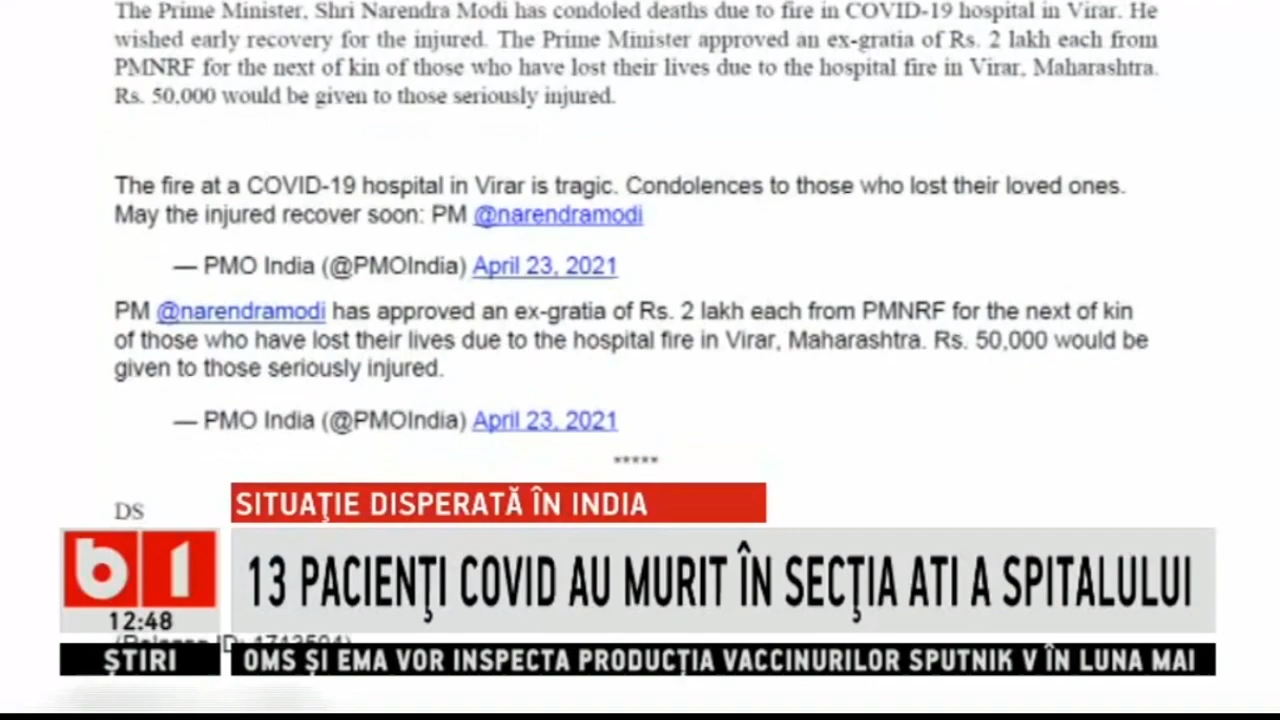 The Prime Minister, Shri Narendra Modi has condoled deaths due to fire in COVID-19 hospital in Virar. He
wished early recovery for the injured. The Prime Minister approved an ex-gratia of Rs. 2 lakh each from
PMNRF for the next of kin of those who have lost their lives due to the hospital fire in Virar, Maharashtra.
Rs. 50,000 would be given to those seriously injured.
The fire at a COVID-19 hospital in Virar is tragic. Condolences to those who lost their loved ones.
May the injured recover soon: PM @narendramodi
— PMO India (@PMOIndia) April 23, 2021
PM @narendramodi has approved an ex-gratia of Rs. 2 lakh each from PMNRF for the next of kin
of those who have lost their lives due to the hospital fire in Virar, Maharashtra. Rs. 50,000 would be
given to those seriously injured.
— PMO India (@PMOIndia) April 23, 2021
*****
DS
SITUAŢIE DISPERATĂ ÎN INDIA
b1
13 PACIENŢI COVID AU MURIT ÎN SECŢIA ATI A SPITALULUI
12:48
ŞTIRI
OMS ŞI EMA VOR INSPECTA PRODUCŢIA VACCINURILOR SPUTNIK V ÎN LUNA MAI